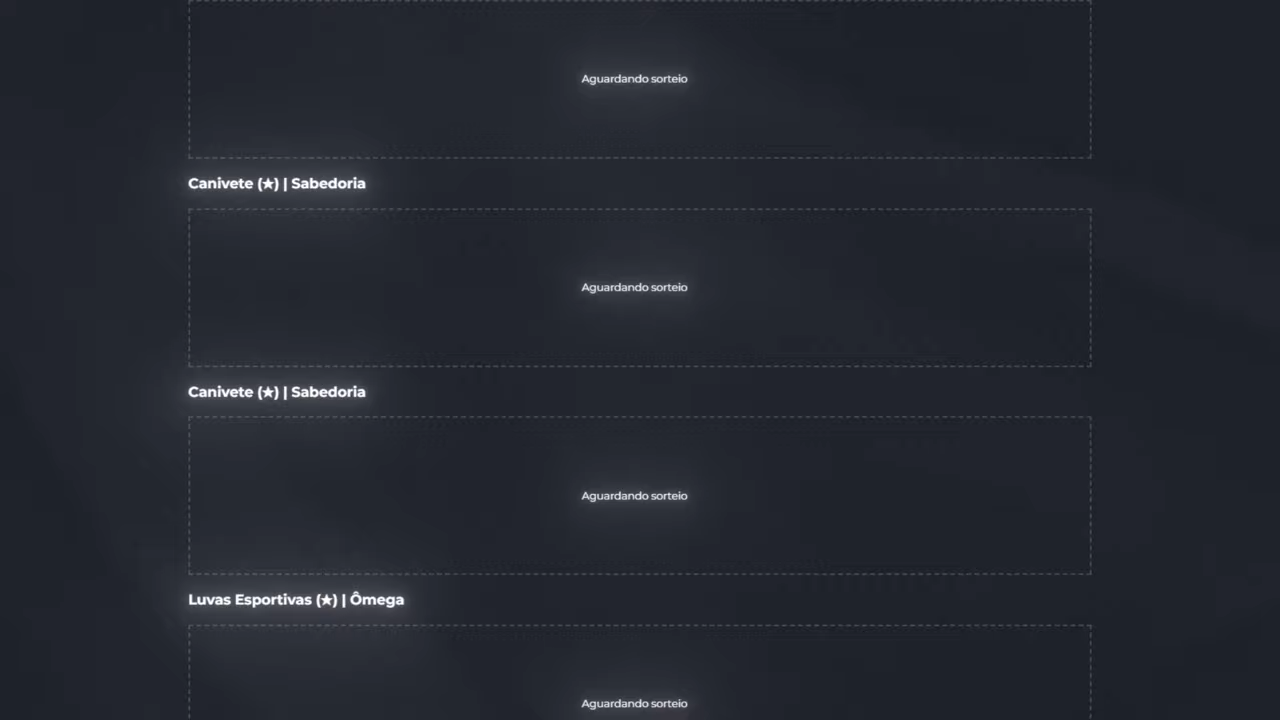 Aguardando sorteio
Canivete (★) | Sabedoria
Aguardando sorteio
Canivete (★) | Sabedoria
Aguardando sorteio
Luvas Esportivas (★) | Ômega
Aguardando sorteio